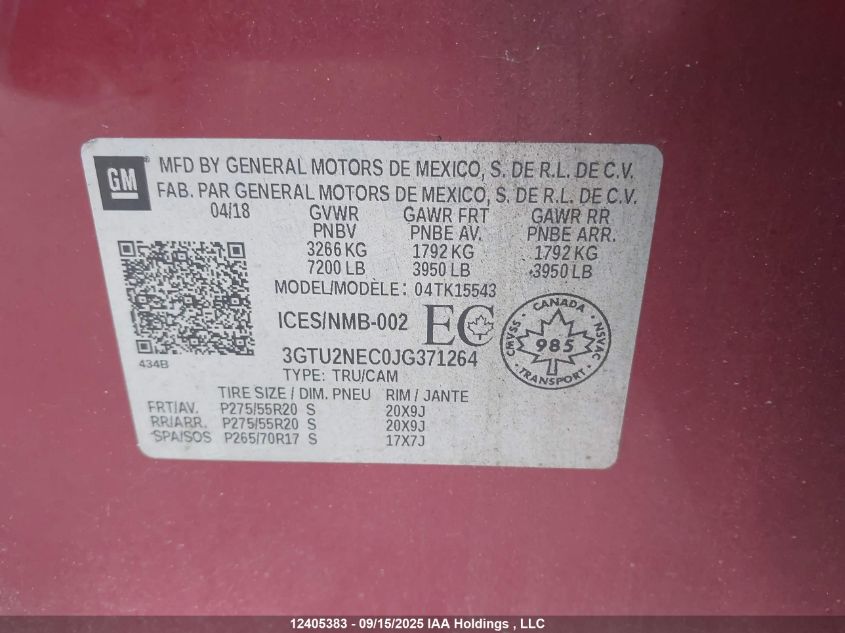 GM
MFD BY GENERAL MOTORS DE MEXICO, S. DE R.L. DE C.V.
FAB. PAR GENERAL MOTORS DE MEXICO, S. DE R.L. DE C.V.
04/18 GVWR GAWR FRT GAWR RR
PNBV PNBE AV. PNBE ARR.
3266 KG 1792 KG 1792 KG
7200 LB 3950 LB 3950 LB
MODEL/MODÈLE: 04TK15543
ICES/NMB-002 EC
3GTU2NEC0JG371264
434B
TYPE: TRU/CAM
CANADA
CMVSS 985 NSVAC
TRANSPORT
TIRE SIZE / DIM. PNEU RIM / JANTE
FRT/AV. P275/55R20 S 20X9J
RR/ARR. P275/55R20 S 20X9J
SPA/SOS P265/70R17 S 17X7J
12405383 - 09/15/2025 IAA Holdings , LLC